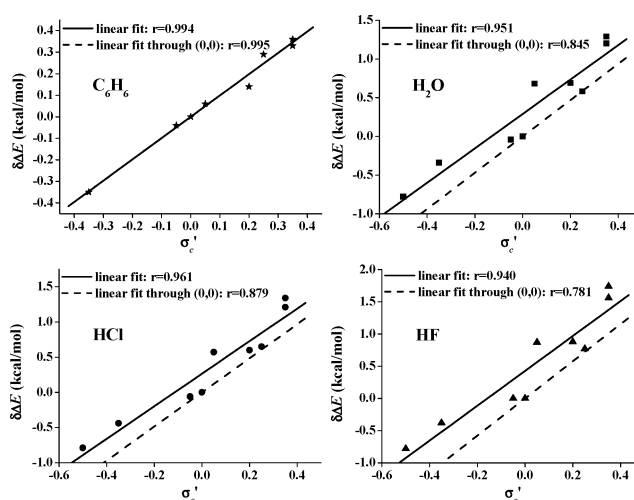 linear fit: r=0.994
linear fit through (0,0): r=0.995
C6H6
δΔE (kcal/mol)
0.4
0.3
0.2
0.1
0.0
-0.1
-0.2
-0.3
-0.4
-0.4 -0.3 -0.2 -0.1 0.0 0.1 0.2 0.3 0.4
σc'
linear fit: r=0.951
linear fit through (0,0): r=0.845
H2O
δΔE (kcal/mol)
1.5
1.0
0.5
0.0
-0.5
-1.0
-0.6 -0.4 -0.2 0.0 0.2 0.4
σc'
linear fit: r=0.961
linear fit through (0,0): r=0.879
HCl
δΔE (kcal/mol)
1.5
1.0
0.5
0.0
-0.5
-1.0
-0.6 -0.4 -0.2 0.0 0.2 0.4
σc'
linear fit: r=0.940
linear fit through (0,0): r=0.781
HF
δΔE (kcal/mol)
2.0
1.5
1.0
0.5
0.0
-0.5
-1.0
-0.6 -0.4 -0.2 0.0 0.2 0.4
σc'